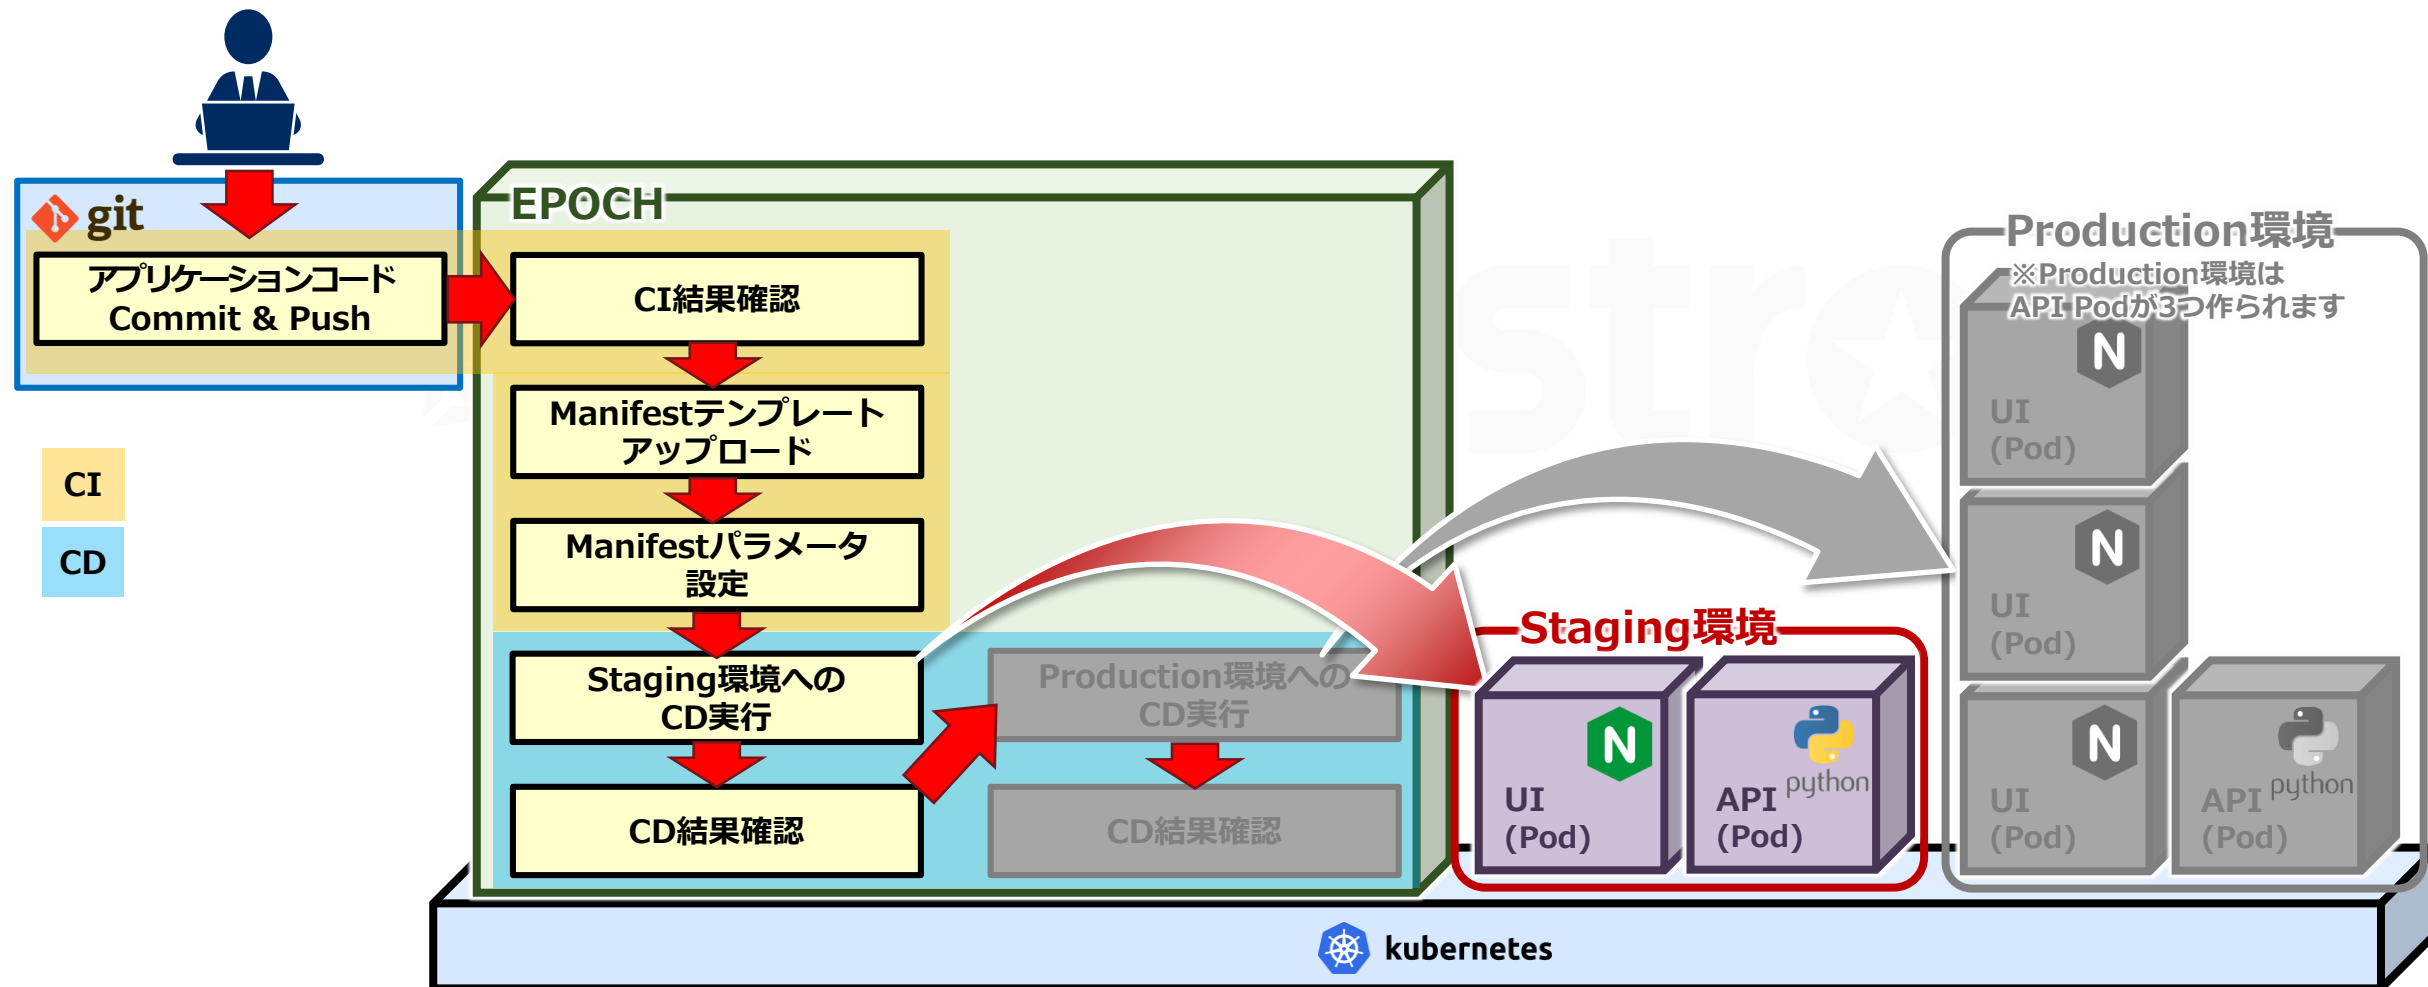 git
アプリケーションコード
Commit & Push
CI
CD
EPOCH
CI結果確認
Manifestテンプレート
アップロード
Manifestパラメータ
設定
Staging環境への
CD実行
CD結果確認
Production環境への
CD実行
CD結果確認
Staging環境
UI
(Pod)
API
(Pod)
python
Production環境
※Production環境は
API Podが3つ作られます
UI
(Pod)
UI
(Pod)
UI
(Pod)
API
(Pod)
python
kubernetes